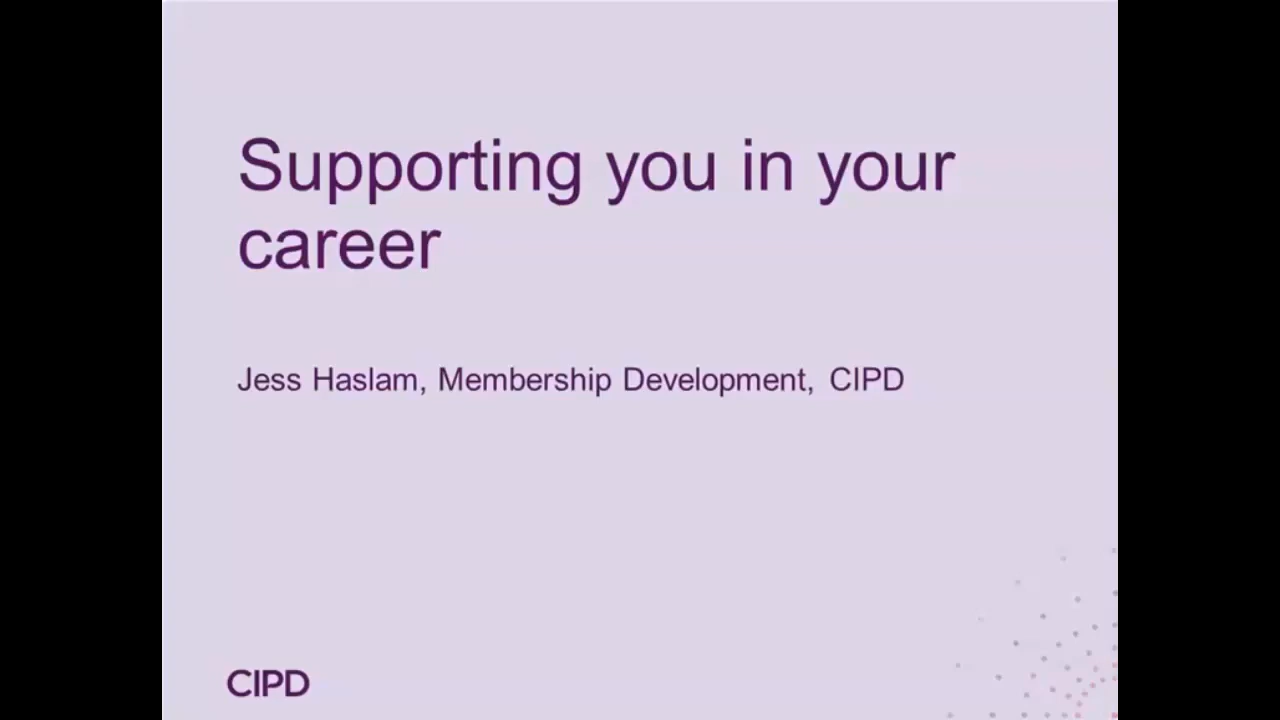 Supporting you in your
career
Jess Haslam, Membership Development, CIPD
CIPD